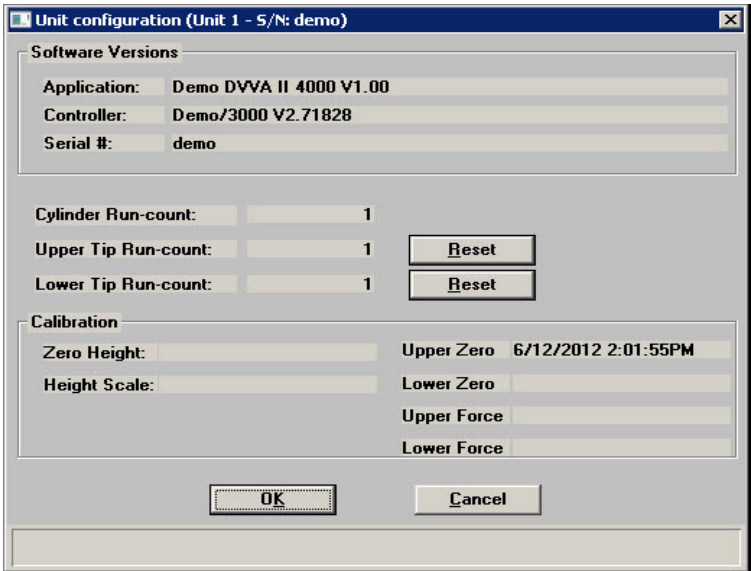 Unit configuration (Unit 1 - S/N: demo)
Software Versions
Application: Demo DVVA II 4000 V1.00
Controller: Demo/3000 V2.71828
Serial #: demo
Cylinder Run-count: 1
Upper Tip Run-count: 1 Reset
Lower Tip Run-count: 1 Reset
Calibration
Zero Height: Upper Zero 6/12/2012 2:01:55PM
Height Scale: Lower Zero
Upper Force
Lower Force
OK Cancel